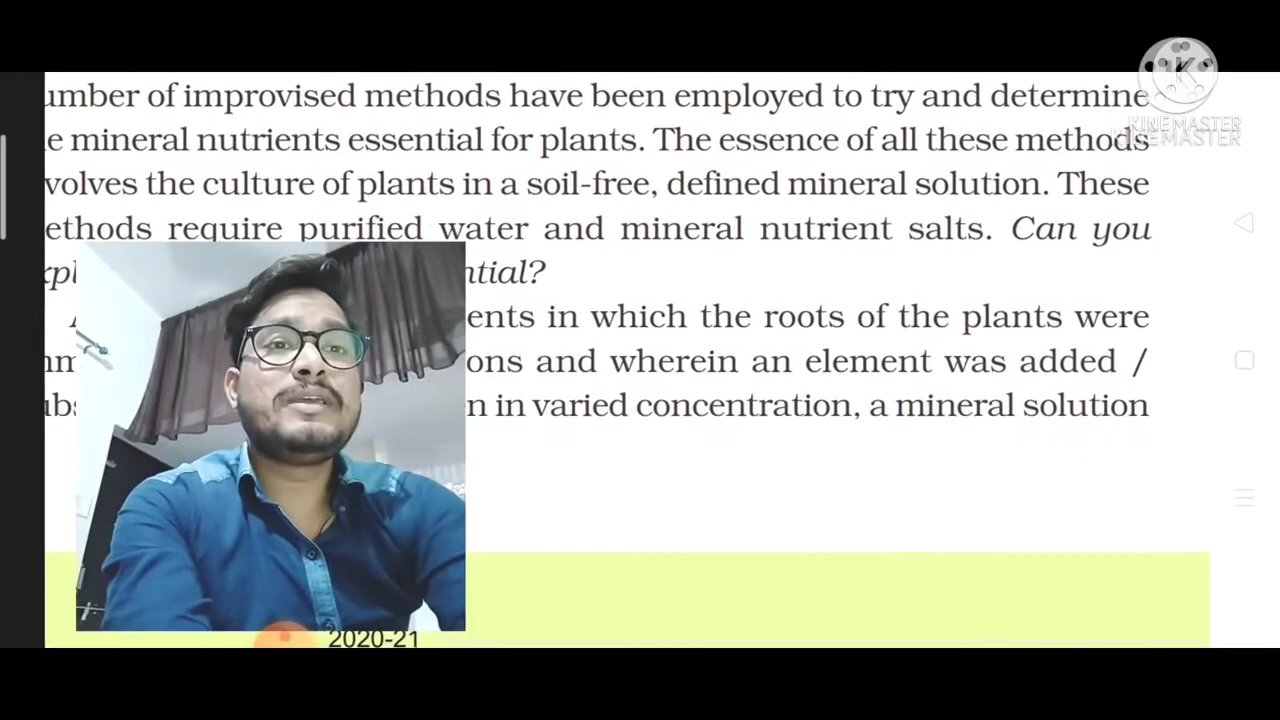 umber of improvised methods have been employed to try and determine
e mineral nutrients essential for plants. The essence of all these methods
volves the culture of plants in a soil-free, defined mineral solution. These
ethods require purified water and mineral nutrient salts. Can you
xpl ntial?
A ents in which the roots of the plants were
ons and wherein an element was added /
n in varied concentration, a mineral solution
2020-21
KINEMASTER
KINEMASTER